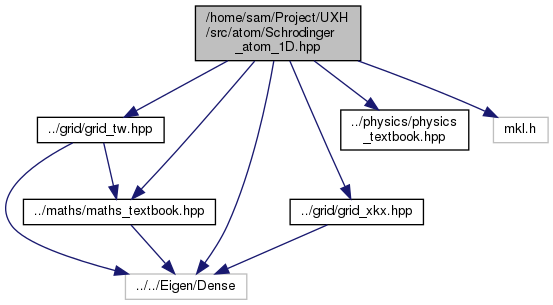 /home/sam/Project/UXH
/src/atom/Schrodinger
_atom_1D.hpp
../grid/grid_tw.hpp
../physics/physics
_textbook.hpp
mkl.h
../maths/maths_textbook.hpp
../grid/grid_xkx.hpp
../../Eigen/Dense